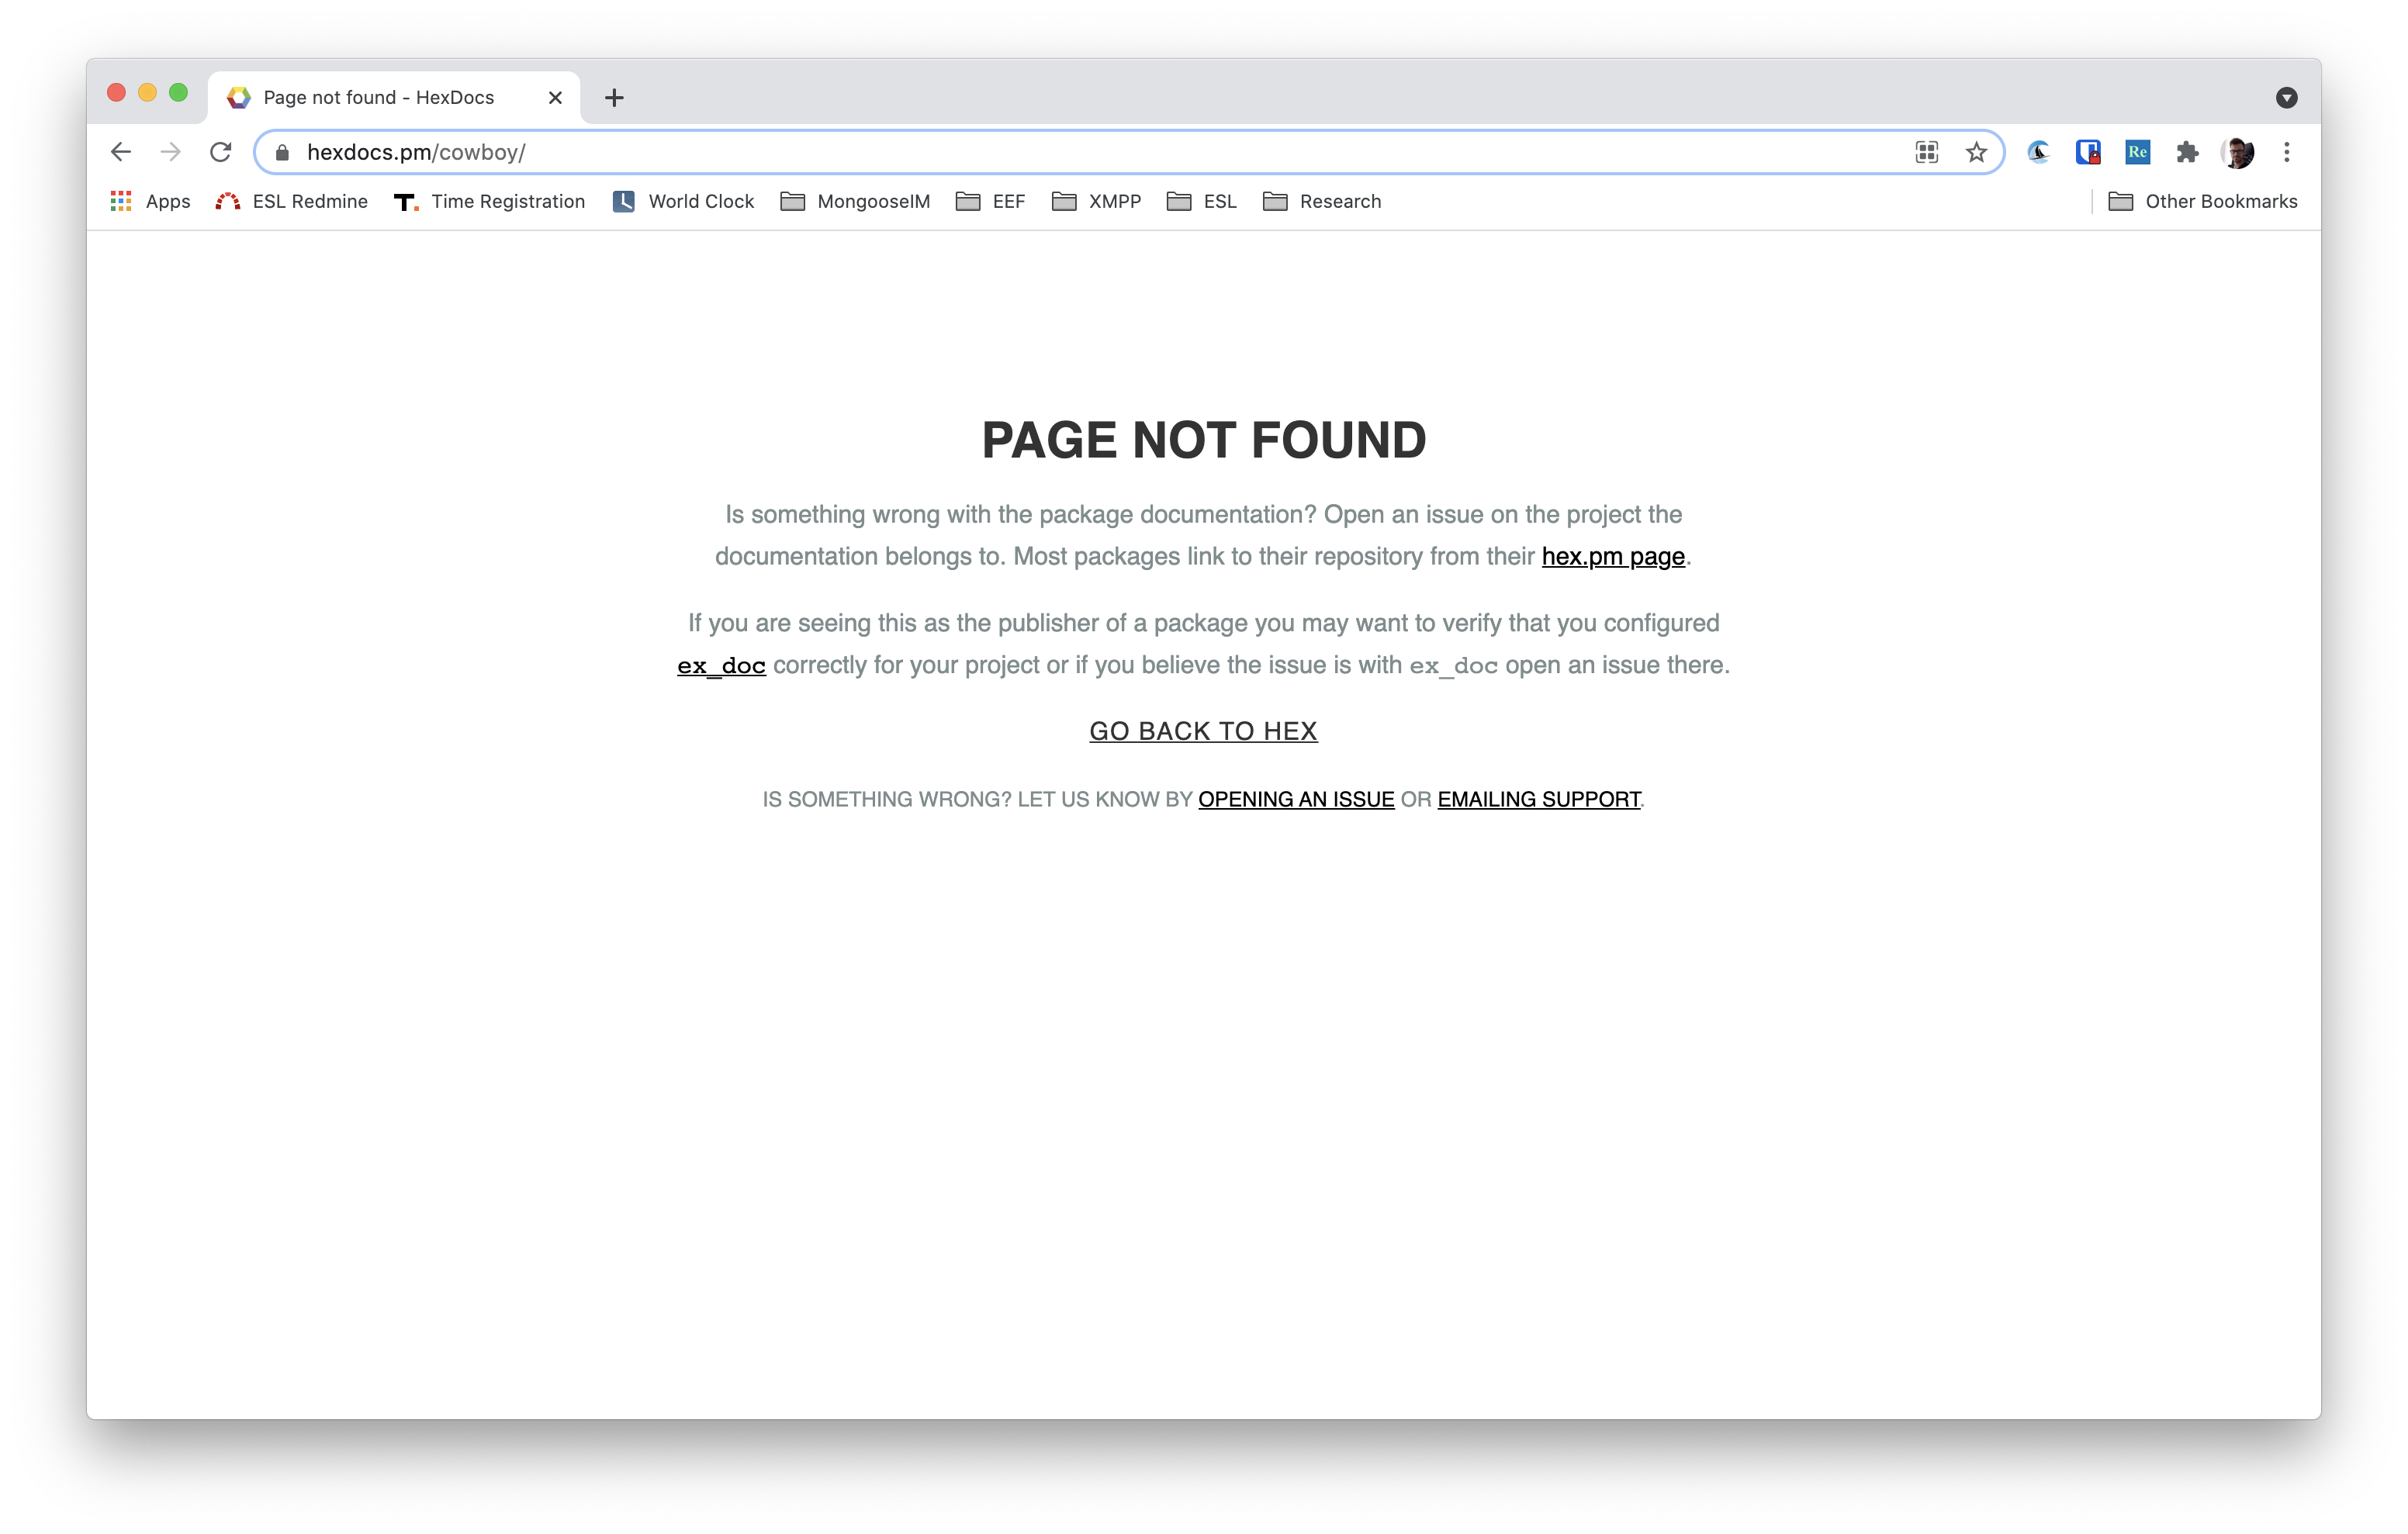 Page not found - HexDocs
hexdocs.pm/cowboy/
Re
Apps ESL Redmine T. Time Registration World Clock MongooseIM EEF XMPP ESL Research Other Bookmarks
PAGE NOT FOUND
Is something wrong with the package documentation? Open an issue on the project the
documentation belongs to. Most packages link to their repository from their hex.pm page.
If you are seeing this as the publisher of a package you may want to verify that you configured
ex_doc correctly for your project or if you believe the issue is with ex_doc open an issue there.
GO BACK TO HEX
IS SOMETHING WRONG? LET US KNOW BY OPENING AN ISSUE OR EMAILING SUPPORT.